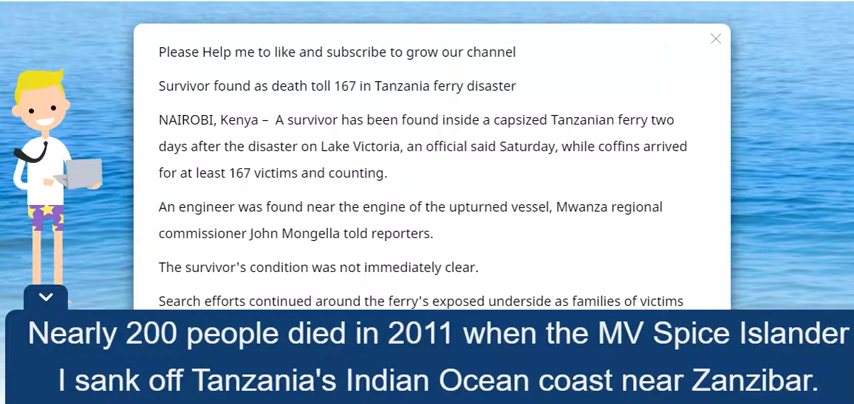 Please Help me to like and subscribe to grow our channel
Survivor found as death toll 167 in Tanzania ferry disaster
NAIROBI, Kenya – A survivor has been found inside a capsized Tanzanian ferry two
days after the disaster on Lake Victoria, an official said Saturday, while coffins arrived
for at least 167 victims and counting.
An engineer was found near the engine of the upturned vessel, Mwanza regional
commissioner John Mongella told reporters.
The survivor's condition was not immediately clear.
Search efforts continued around the ferry's exposed underside as families of victims
Nearly 200 people died in 2011 when the MV Spice Islander
I sank off Tanzania's Indian Ocean coast near Zanzibar.